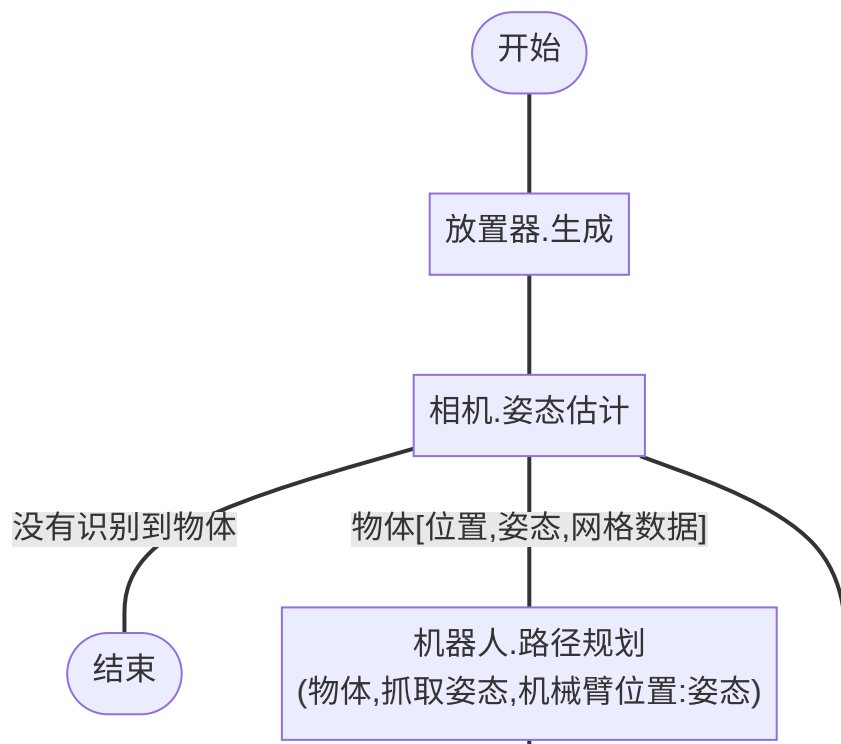 开始
放置器.生成
相机.姿态估计
没有识别到物体
物体[位置,姿态,网格数据]
机器人.路径规划
(物体,抓取姿态,机械臂位置:姿态)
结束